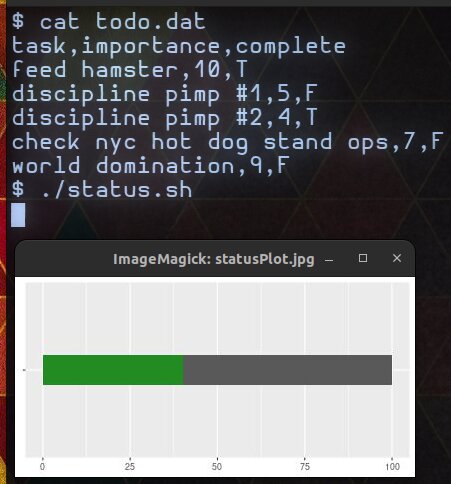 $ cat todo.dat
task,importance,complete
feed hamster,10,T
discipline pimp #1,5,F
discipline pimp #2,4,T
check nyc hot dog stand ops,7,F
world domination,9,F
$ ./status.sh
ImageMagick: statusPlot.jpg
0 25 50 75 100